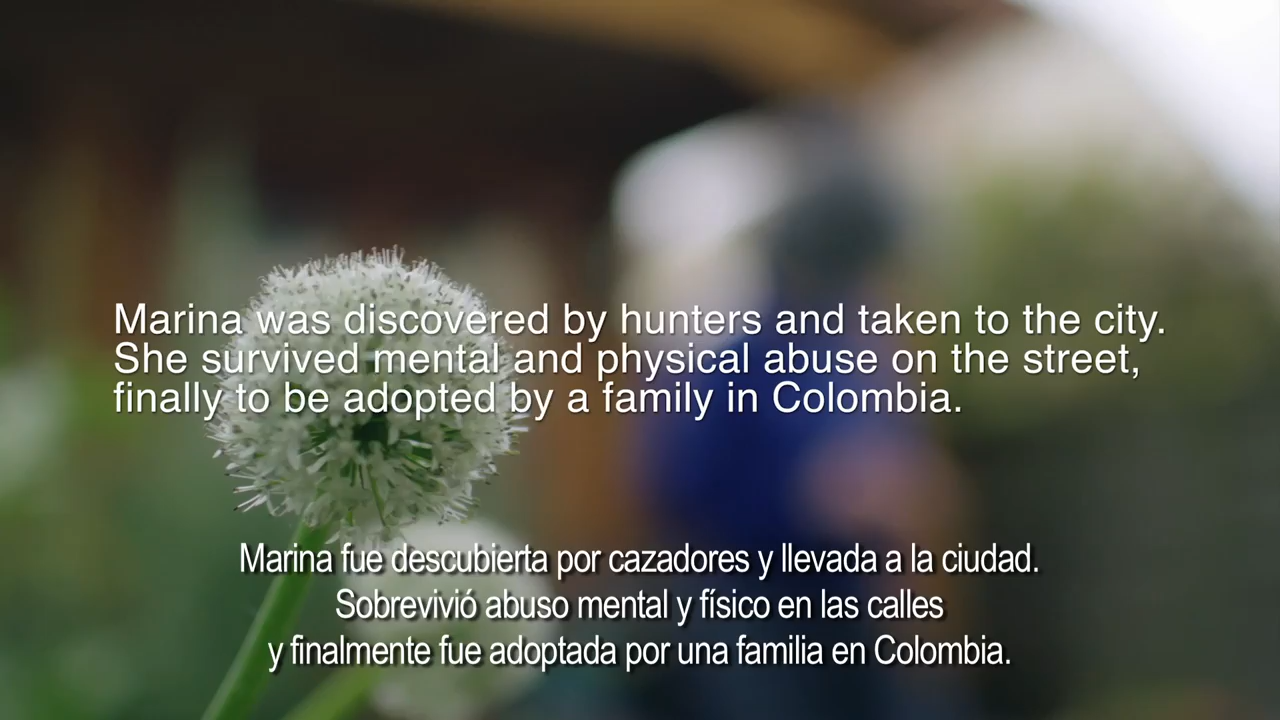 Marina was discovered by hunters and taken to the city.
She survived mental and physical abuse on the street,
finally to be adopted by a family in Colombia.
Marina fue descubierta por cazadores y llevada a la ciudad.
Sobrevivió abuso mental y físico en las calles
y finalmente fue adoptada por una familia en Colombia.